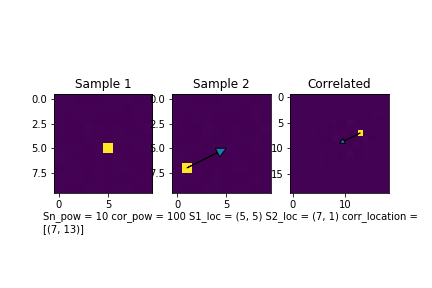 Sample 1 Sample 2 Correlated
0.0 0.0 0
2.5 2.5 5
5.0 5.0 10
7.5 7.5 15
0 5 0 5 0 10
Sn_pow = 10 cor_pow = 100 S1_loc = (5, 5) S2_loc = (7, 1) corr_location =
[(7, 13)]